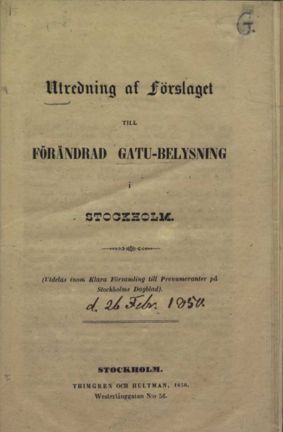 G.
Utredning af Förslaget
TILL
FÖRÄNDRAD GATU-BELYSNING
i
STOCKHOLM.
(Utdelas inom Klara Församling till Prenumeranter på
Stockholms Dagblad).
d. 26 Febr. 1850.
STOCKHOLM.
THIMGREN OCH HULTMAN, 1850.
Westerlånggatan N:o 56.